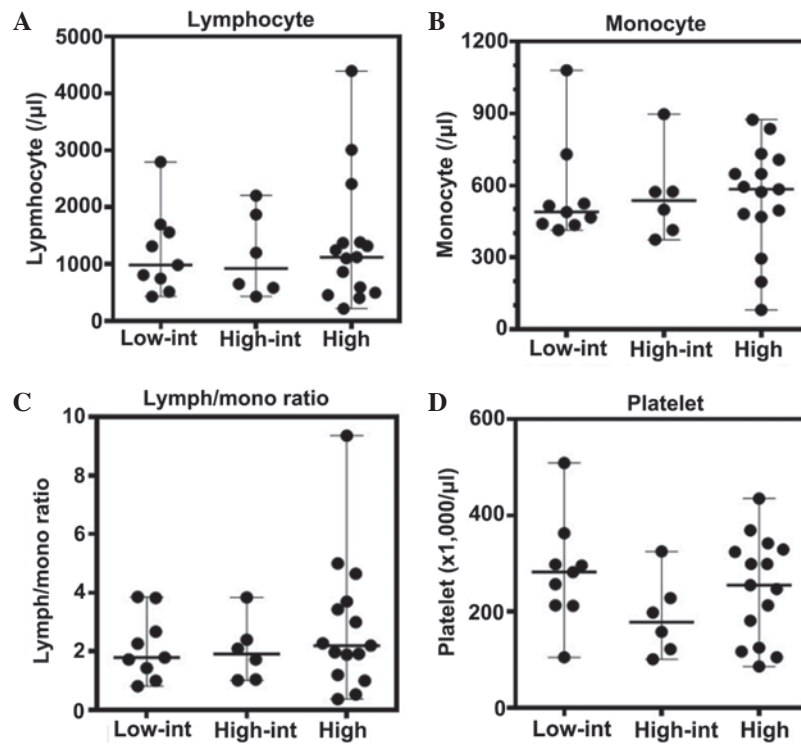 A
Lymphocyte
Lypmhocyte (/µl)
5000
4000
3000
2000
1000
0
Low-int High-int High
B
Monocyte
Monocyte (/µl)
1200
900
600
300
0
Low-int High-int High
C
Lymph/mono ratio
Lymph/mono ratio
10
8
6
4
2
0
Low-int High-int High
D
Platelet
Platelet (x1,000/µl)
600
400
200
0
Low-int High-int High